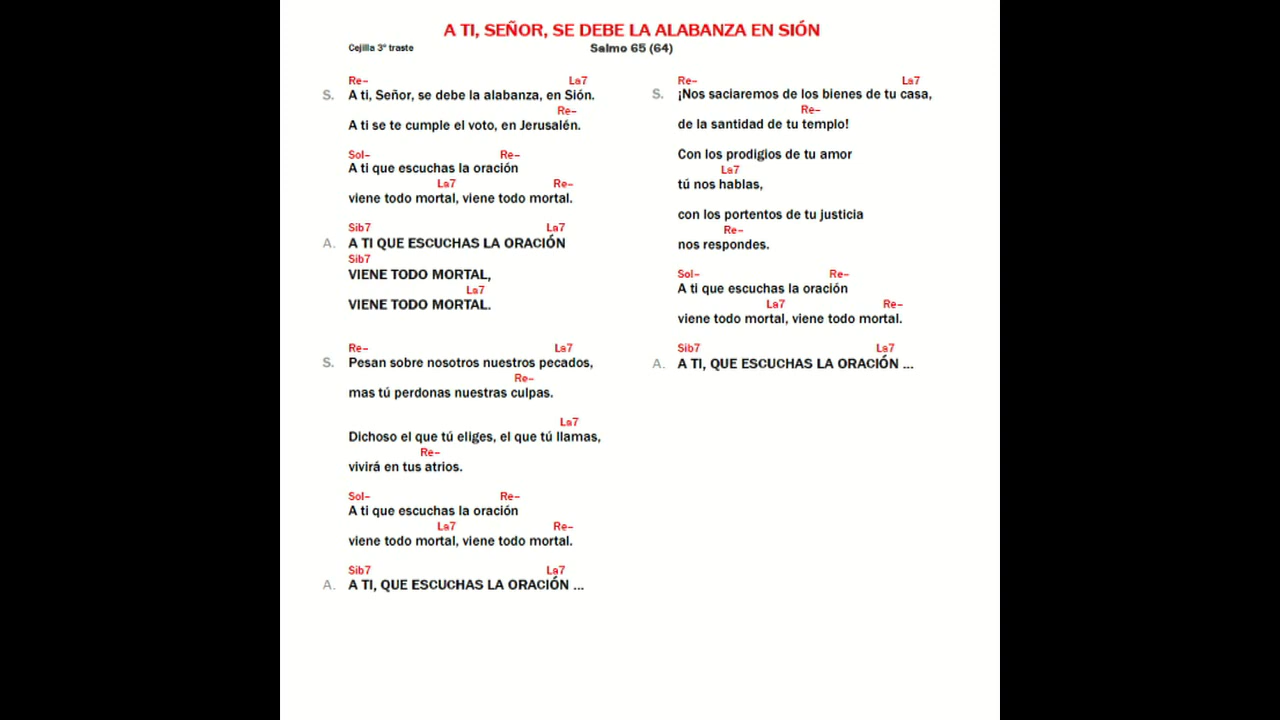 A TI, SEÑOR, SE DEBE LA ALABANZA EN SIÓN
Cejilla 3º traste
Salmo 65 (64)
Re– La7
S. A ti, Señor, se debe la alabanza, en Sión.
Re–
A ti se te cumple el voto, en Jerusalén.
Sol– Re–
A ti que escuchas la oración
La7 Re–
viene todo mortal, viene todo mortal.
Sib7 La7
A. A TI QUE ESCUCHAS LA ORACIÓN
Sib7
VIENE TODO MORTAL,
La7
VIENE TODO MORTAL.
Re– La7
S. Pesan sobre nosotros nuestros pecados,
Re–
mas tú perdonas nuestras culpas.
La7
Dichoso el que tú eliges, el que tú llamas,
Re–
vivirá en tus atrios.
Sol– Re–
A ti que escuchas la oración
La7 Re–
viene todo mortal, viene todo mortal.
Sib7 La7
A. A TI, QUE ESCUCHAS LA ORACIÓN ...
Re– La7
S. ¡Nos saciaremos de los bienes de tu casa,
Re–
de la santidad de tu templo!
Con los prodigios de tu amor
La7
tú nos hablas,
con los portentos de tu justicia
Re–
nos respondes.
Sol– Re–
A ti que escuchas la oración
La7 Re–
viene todo mortal, viene todo mortal.
Sib7 La7
A. A TI, QUE ESCUCHAS LA ORACIÓN ...